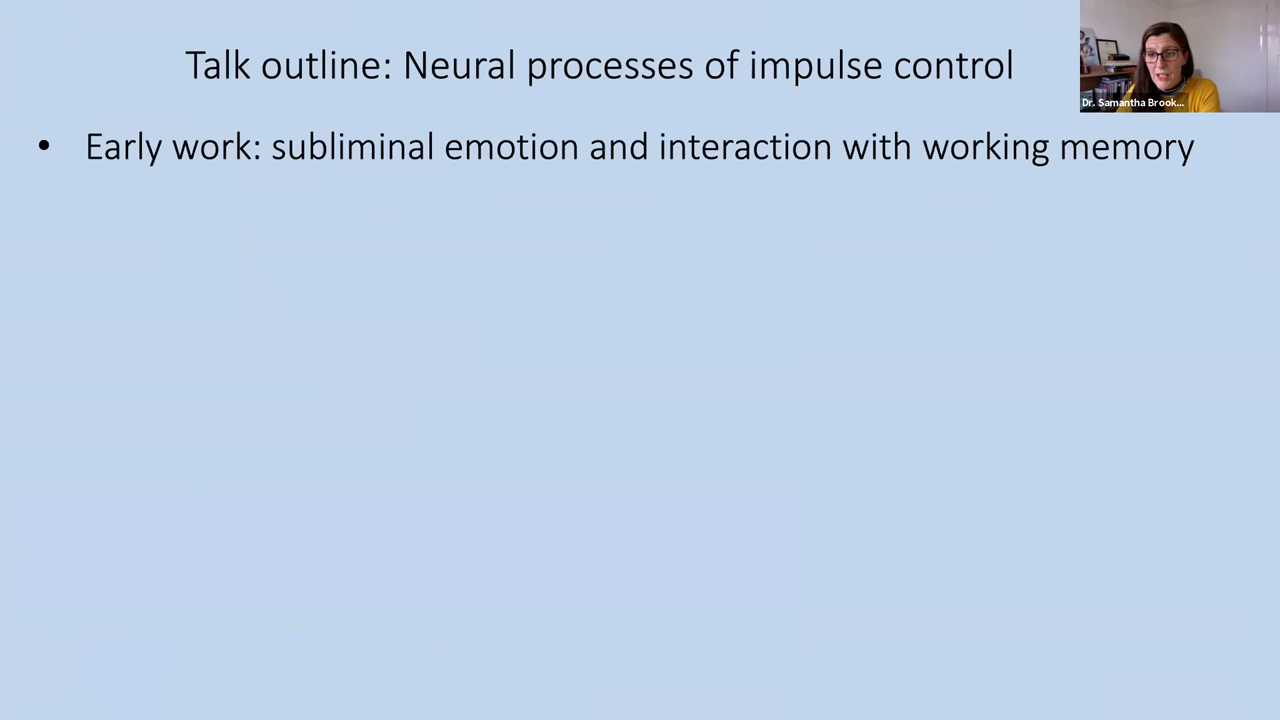 Talk outline: Neural processes of impulse control
Dr. Samantha Brook...
• Early work: subliminal emotion and interaction with working memory